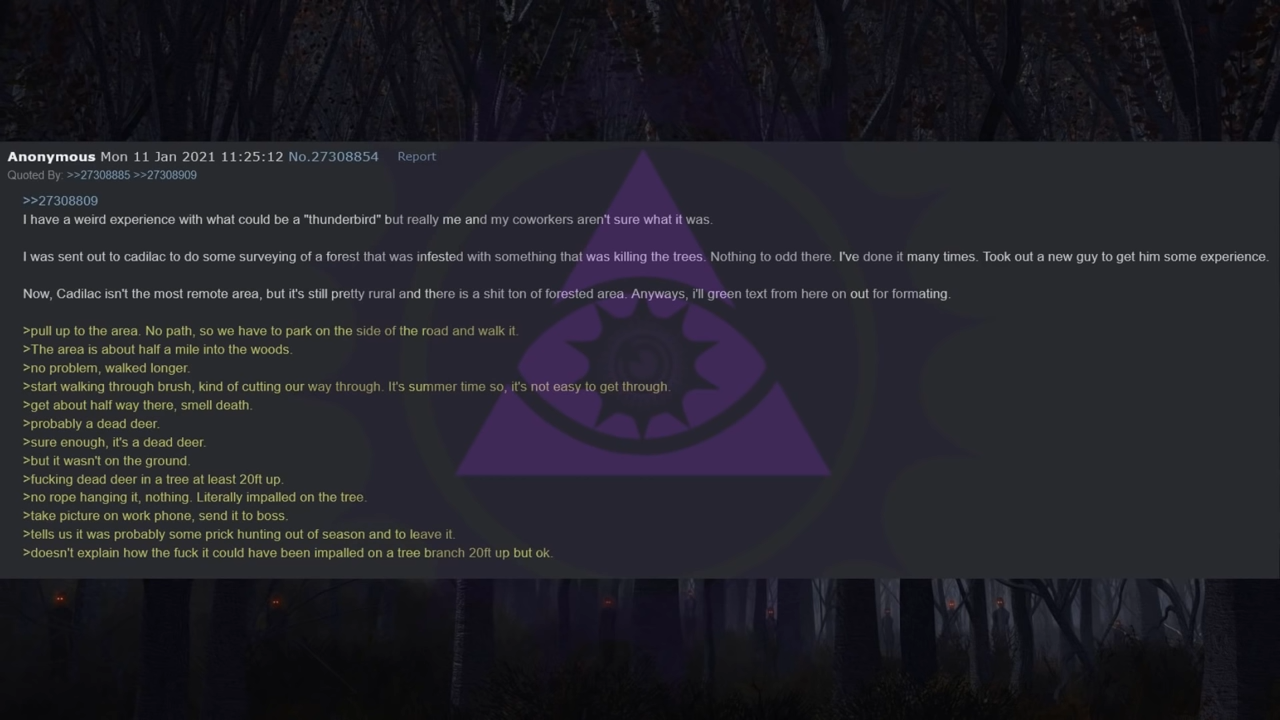 Anonymous Mon 11 Jan 2021 11:25:12 No.27308854 Report
Quoted By: >>27308885 >>27308909
>>27308809
I have a weird experience with what could be a "thunderbird" but really me and my coworkers aren't sure what it was.
I was sent out to cadilac to do some surveying of a forest that was infested with something that was killing the trees. Nothing to odd there. I've done it many times. Took out a new guy to get him some experience.
Now, Cadilac isn't the most remote area, but it's still pretty rural and there is a shit ton of forested area. Anyways, i'll green text from here on out for formating.
>pull up to the area. No path, so we have to park on the side of the road and walk it.
>The area is about half a mile into the woods.
>no problem, walked longer.
>start walking through brush, kind of cutting our way through. It's summer time so, it's not easy to get through.
>get about half way there, smell death.
>probably a dead deer.
>sure enough, it's a dead deer.
>but it wasn't on the ground.
>fucking dead deer in a tree at least 20ft up.
>no rope hanging it, nothing. Literally impalled on the tree.
>take picture on work phone, send it to boss.
>tells us it was probably some prick hunting out of season and to leave it.
>doesn't explain how the fuck it could have been impalled on a tree branch 20ft up but ok.